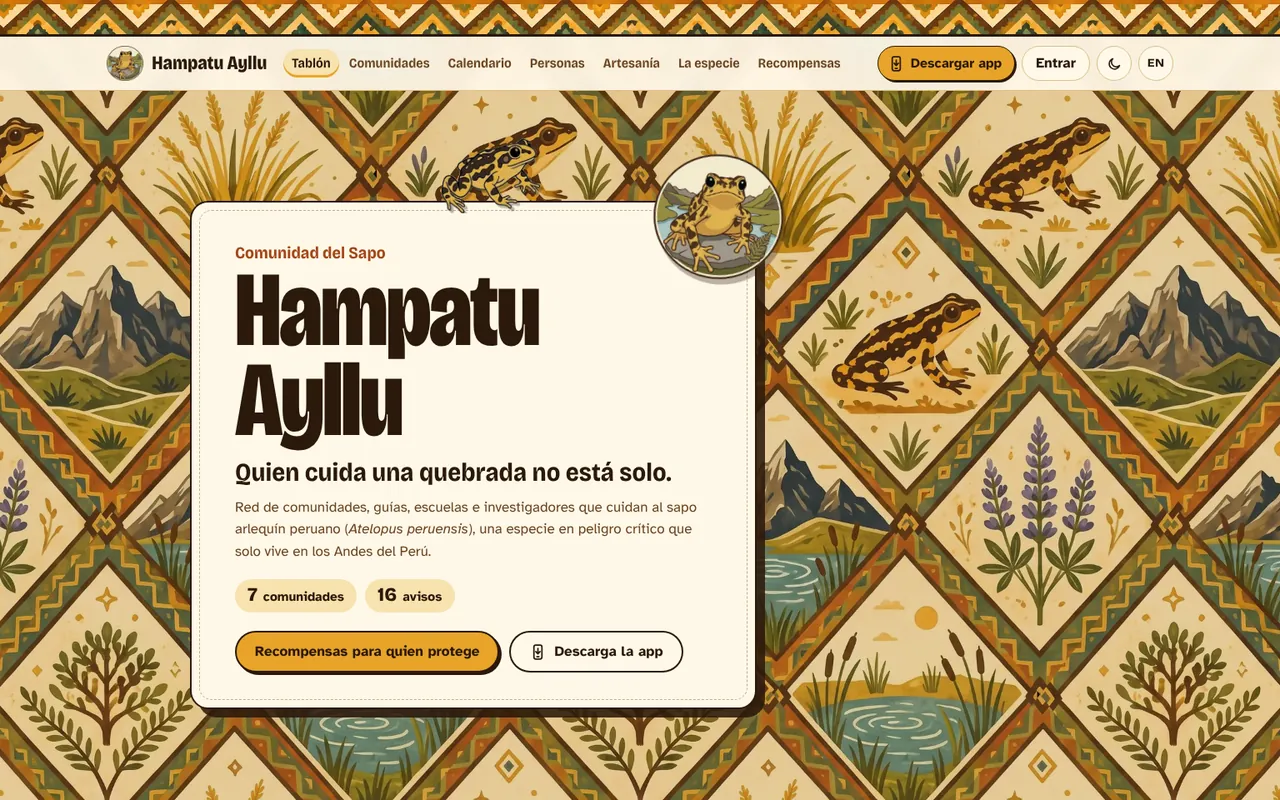 Hampatu Ayllu
Tablón
Comunidades
Calendario
Personas
Artesanía
La especie
Recompensas
Descargar app
Entrar
EN
Comunidad del Sapo
Hampatu
Ayllu
Quien cuida una quebrada no está solo.
Red de comunidades, guías, escuelas e investigadores que cuidan al sapo
arlequín peruano (Atelopus peruensis), una especie en peligro crítico que
solo vive en los Andes del Perú.
7 comunidades
16 avisos
Recompensas para quien protege
Descarga la app